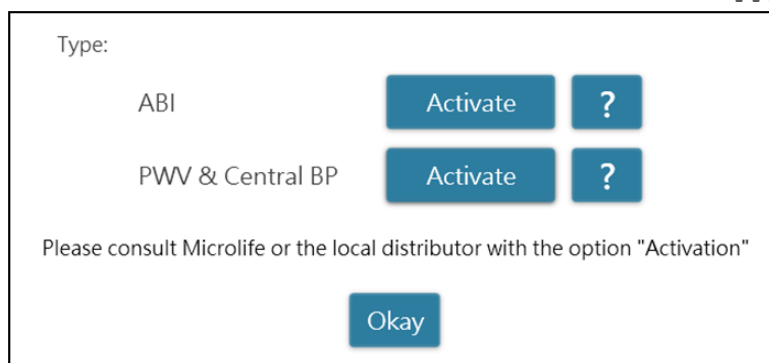 Type:
ABI Activate ?
PWV & Central BP Activate ?
Please consult Microlife or the local distributor with the option "Activation"
Okay